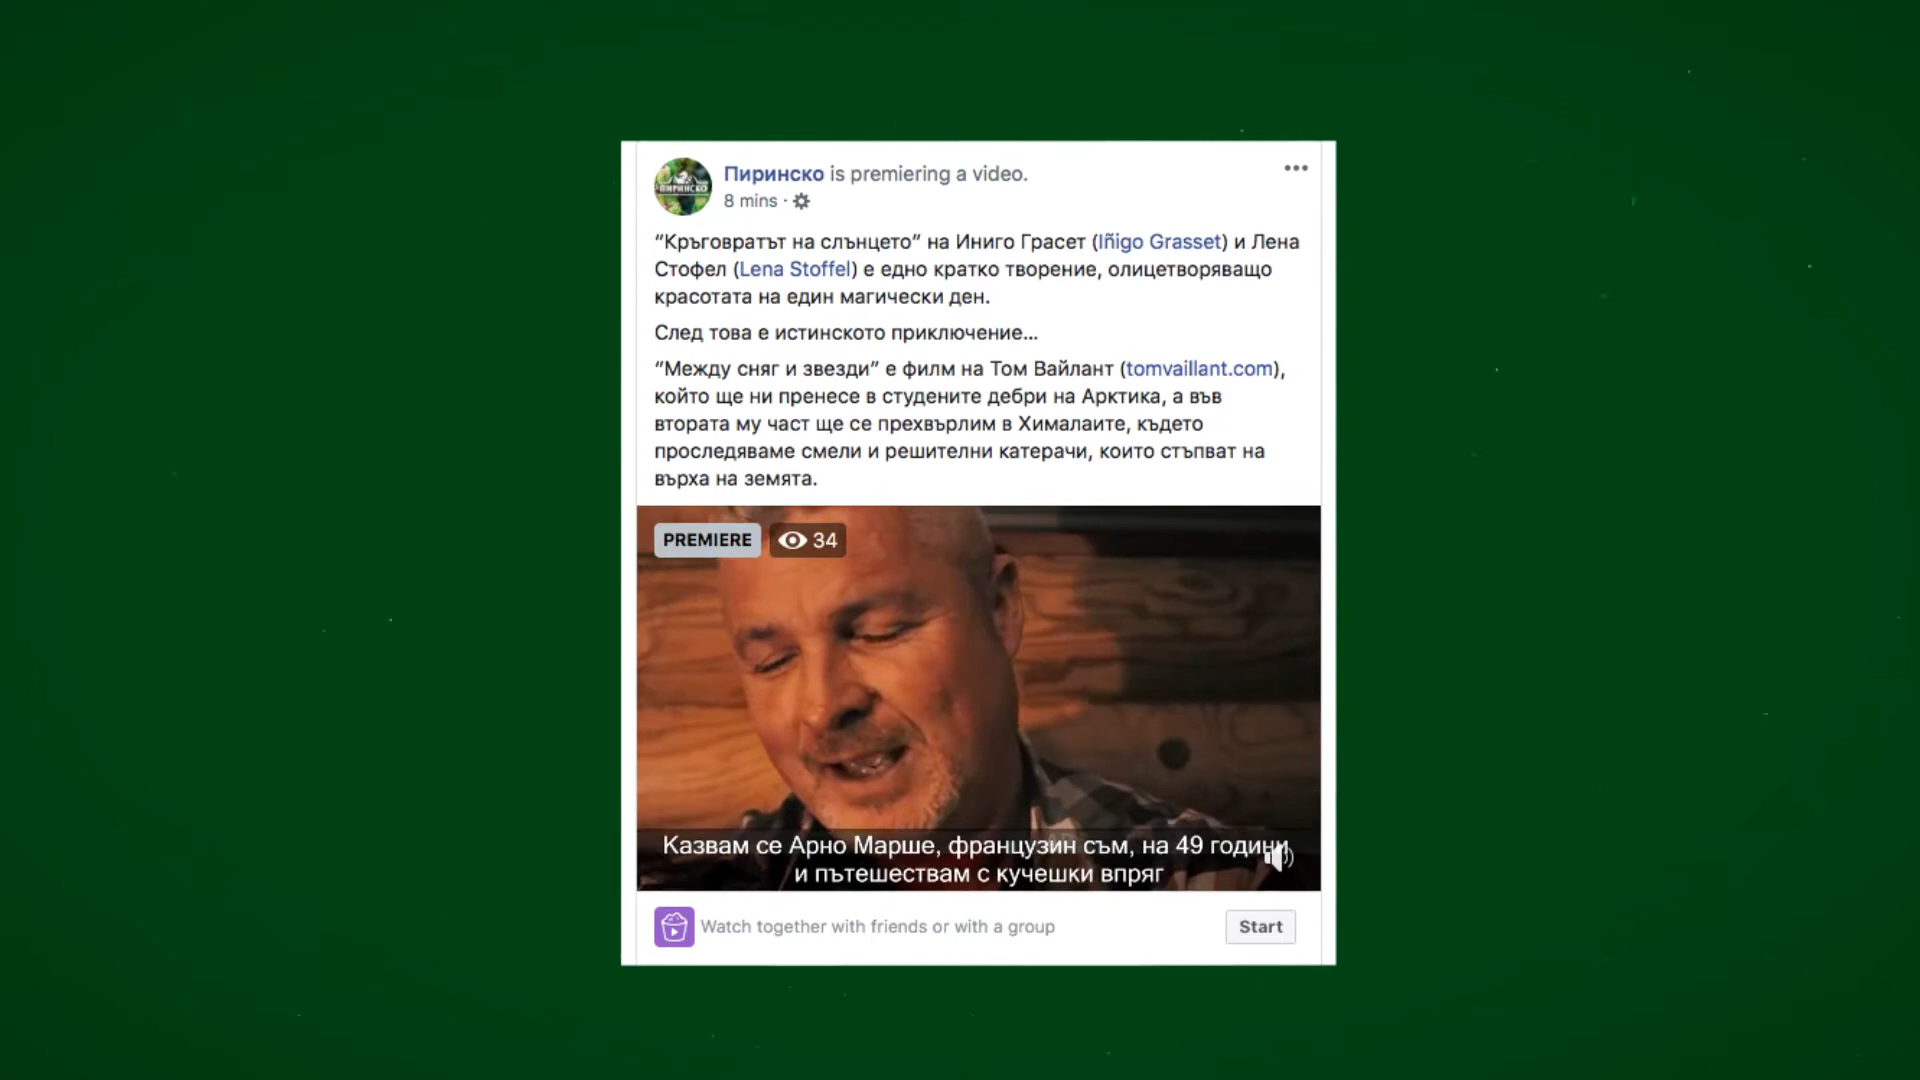 Пиринско is premiering a video.
8 mins ·
ПИРИНСКО
“Кръговратът на слънцето” на Иниго Грасет (Iñigo Grasset) и Лена
Стофел (Lena Stoffel) е едно кратко творение, олицетворяващо
красотата на един магически ден.
След това е истинското приключение...
“Между сняг и звезди” е филм на Том Вайлант (tomvaillant.com),
който ще ни пренесе в студените дебри на Арктика, а във
втората му част ще се прехвърлим в Хималаите, където
проследяваме смели и решителни катерачи, които стъпват на
върха на земята.
PREMIERE 34
Казвам се Арно Марше, французин съм, на 49 години
и пътешествам с кучешки впряг
Watch together with friends or with a group
Start